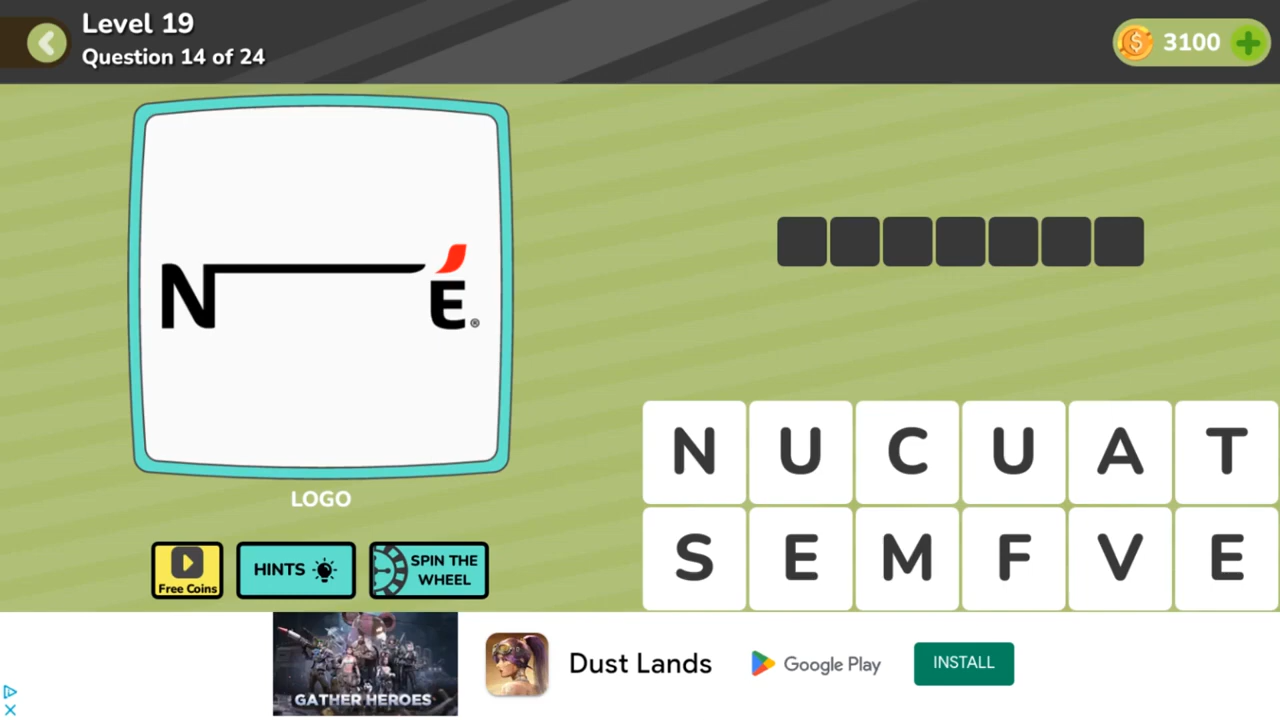 Level 19
Question 14 of 24
3100
N É®
LOGO
N U C U A T
S E M F V E
Free Coins
HINTS
SPIN THE
WHEEL
GATHER HEROES
Dust Lands
Google Play
INSTALL